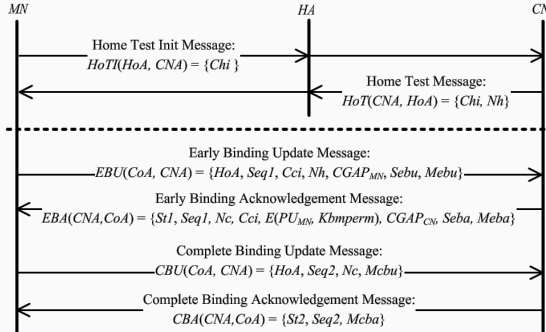 MN HA CN
Home Test Init Message:
HoTI(HoA, CNA) = {Chi }
Home Test Message:
HoT(CNA, HoA) = {Chi, Nh}
Early Binding Update Message:
EBU(CoA, CNA) = {HoA, Seq1, Cci, Nh, CGAP_MN, Sebu, Mebu}
Early Binding Acknowledgement Message:
EBA(CNA,CoA) = {St1, Seq1, Nc, Cci, E(PU_MN, Kbmperm), CGAP_CN, Seba, Meba}
Complete Binding Update Message:
CBU(CoA, CNA) = {HoA, Seq2, Nc, Mcbu}
Complete Binding Acknowledgement Message:
CBA(CNA,CoA) = {St2, Seq2, Mcba}